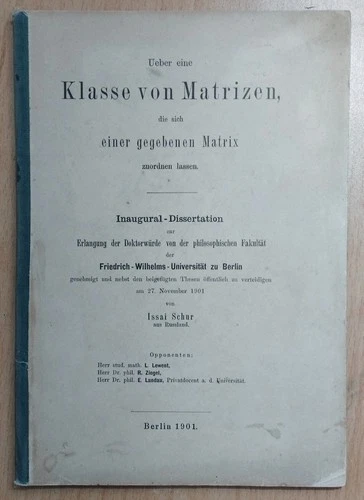 Ueber eine
Klasse von Matrizen,
die sich
einer gegebenen Matrix
zuordnen lassen.
Inaugural-Dissertation
zur
Erlangung der Doktorwürde von der philosophischen Fakultät
der
Friedrich-Wilhelms-Universität zu Berlin
genehmigt und nebst den beigefügten Thesen öffentlich zu verteidigen
am 27. November 1901
von
Issai Schur
aus Russland.
Opponenten:
Herr cand. math. L. Lewent,
Herr Dr. phil. R. Ziegel,
Herr Dr. phil. E. Landau, Privatdocent a. d. Universität.
Berlin 1901.